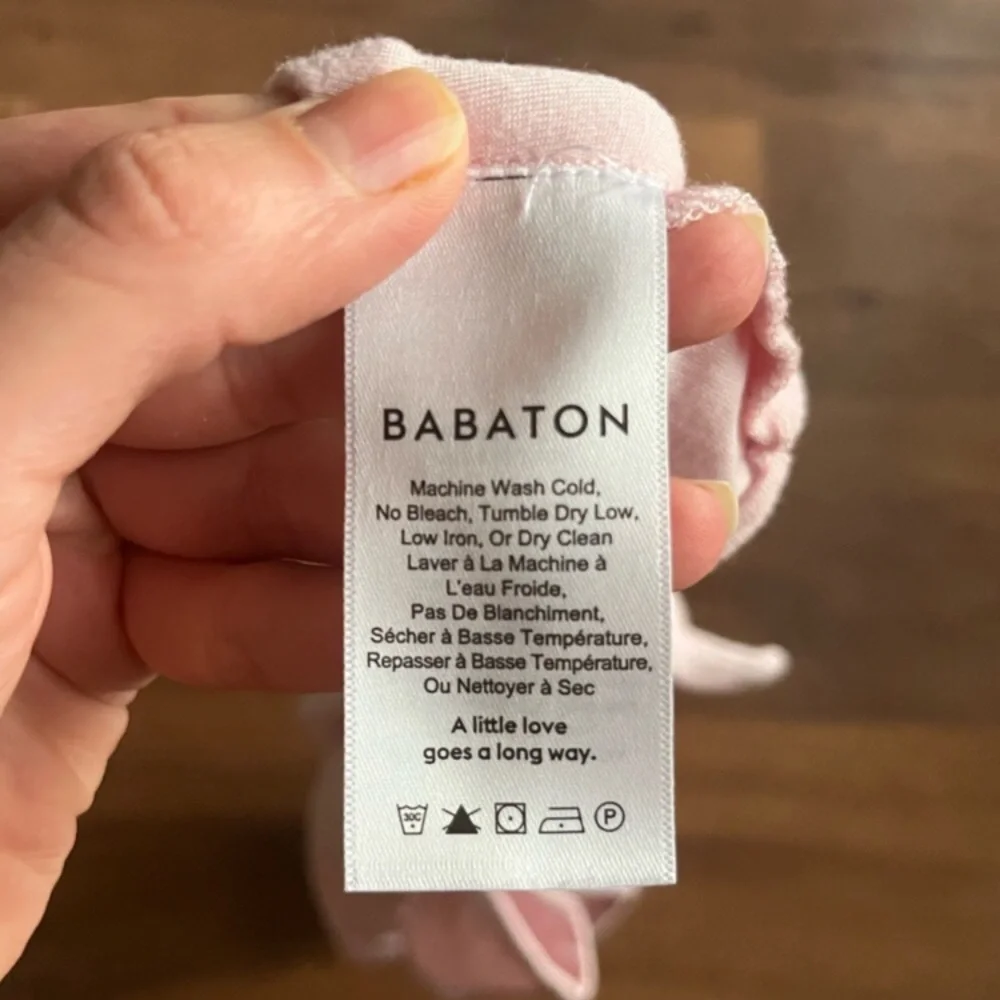 BABATON
Machine Wash Cold,
No Bleach, Tumble Dry Low,
Low Iron, Or Dry Clean
Laver à La Machine à
L'eau Froide,
Pas De Blanchiment,
Sécher à Basse Température,
Repasser à Basse Température,
Ou Nettoyer à Sec
A little love
goes a long way.
30C P